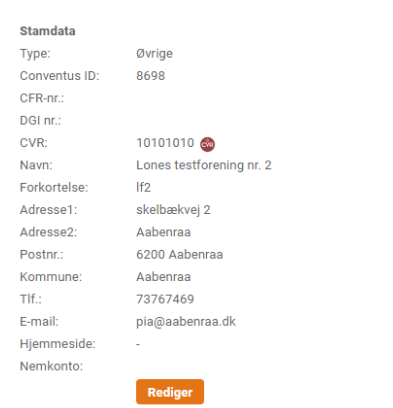 Stamdata
Type: Øvrige
Conventus ID: 8698
CFR-nr.:
DGI nr.:
CVR: 10101010 CVR
Navn: Lones testforening nr. 2
Forkortelse: lf2
Adresse1: skelbækvej 2
Adresse2: Aabenraa
Postnr.: 6200 Aabenraa
Kommune: Aabenraa
Tlf.: 73767469
E-mail: pia@aabenraa.dk
Hjemmeside: -
Nemkonto:
Rediger